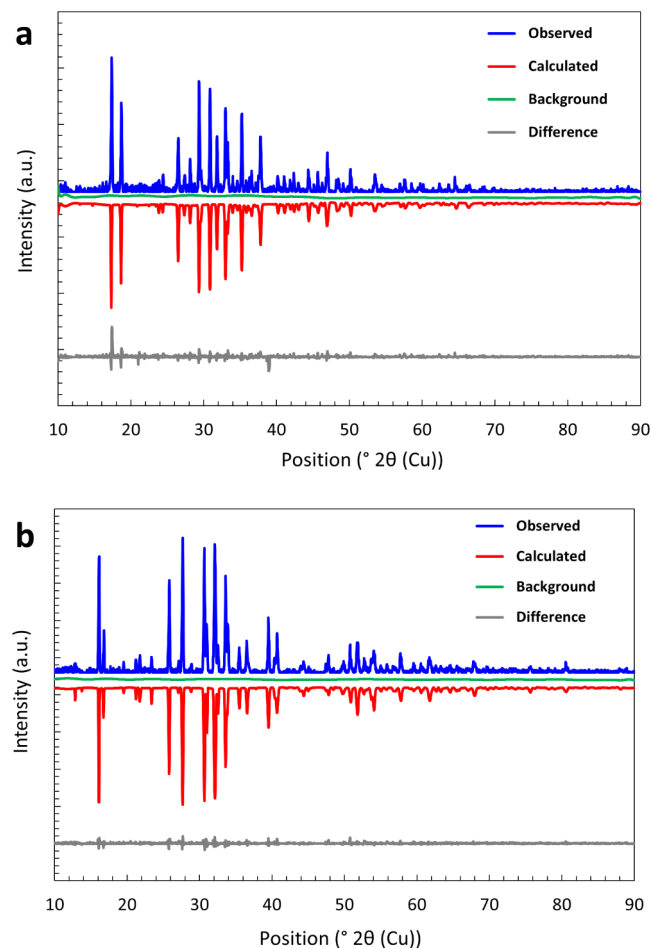 a
Observed
Calculated
Background
Difference
Intensity (a.u.)
10 20 30 40 50 60 70 80 90
Position (° 2θ (Cu))
b
Observed
Calculated
Background
Difference
Intensity (a.u.)
10 20 30 40 50 60 70 80 90
Position (° 2θ (Cu))